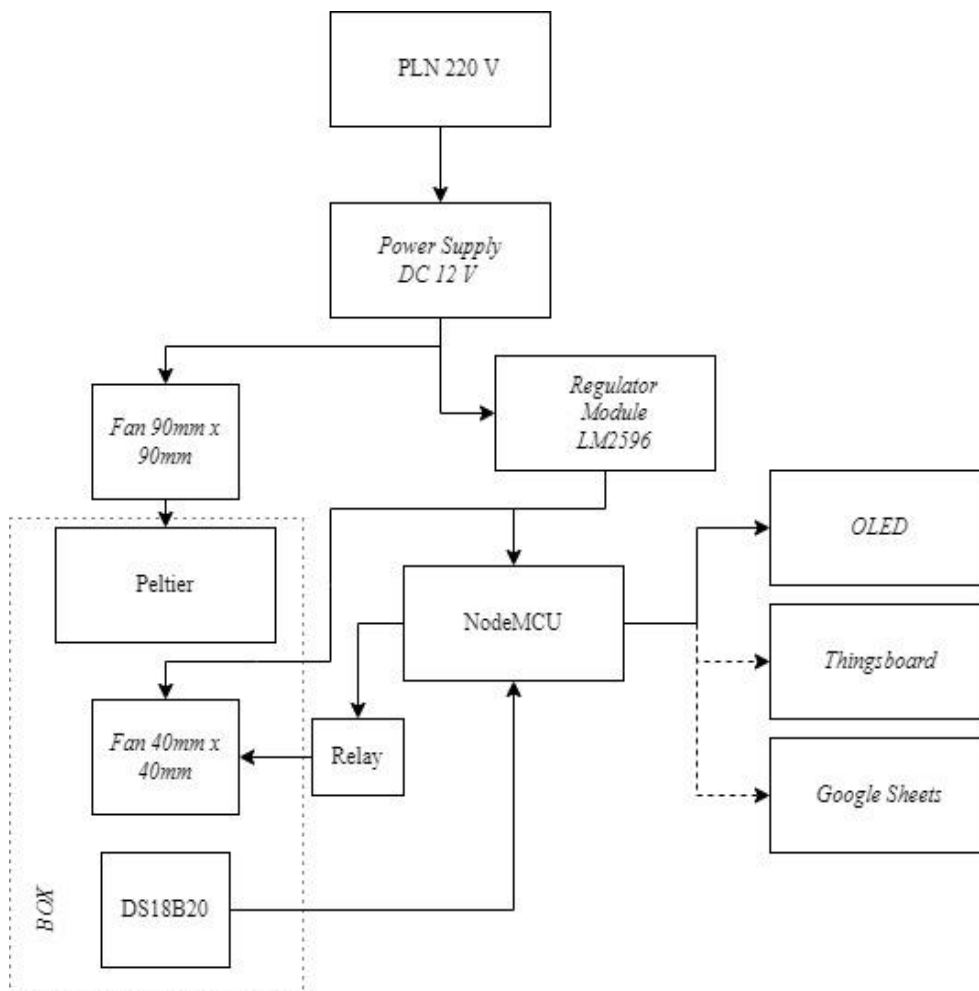 PLN 220 V
Power Supply
DC 12 V
Regulator
Module
LM2596
Fan 90mm x
90mm
OLED
Peltier
NodeMCU
Thingsboard
Fan 40mm x
40mm
Relay
Google Sheets
DS18B20
BOX